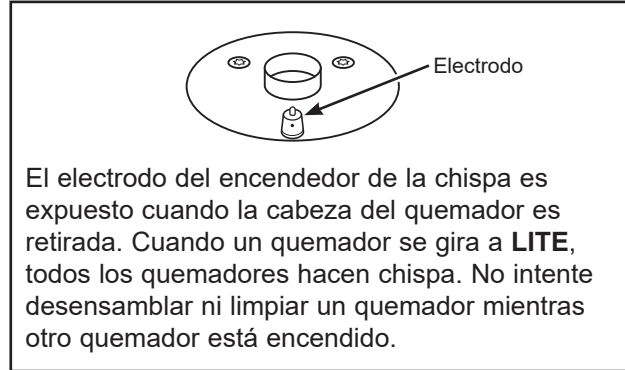 Electrodo
El electrodo del encendedor de la chispa es
expuesto cuando la cabeza del quemador es
retirada. Cuando un quemador se gira a LITE,
todos los quemadores hacen chispa. No intente
desensamblar ni limpiar un quemador mientras
otro quemador está encendido.